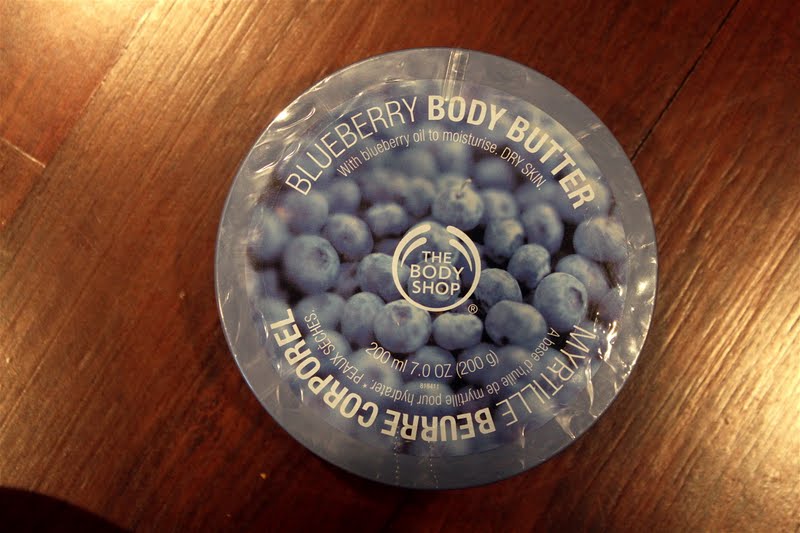 BLUEBERRY BODY BUTTER
With blueberry oil to moisturise. DRY SKIN.
THE
BODY
SHOP
®
200 ml 7.0 OZ (200 g)
A base d'huile de myrtille pour hydrater. PEAUX SÈCHES.
MYRTILLE BEURRE CORPOREL